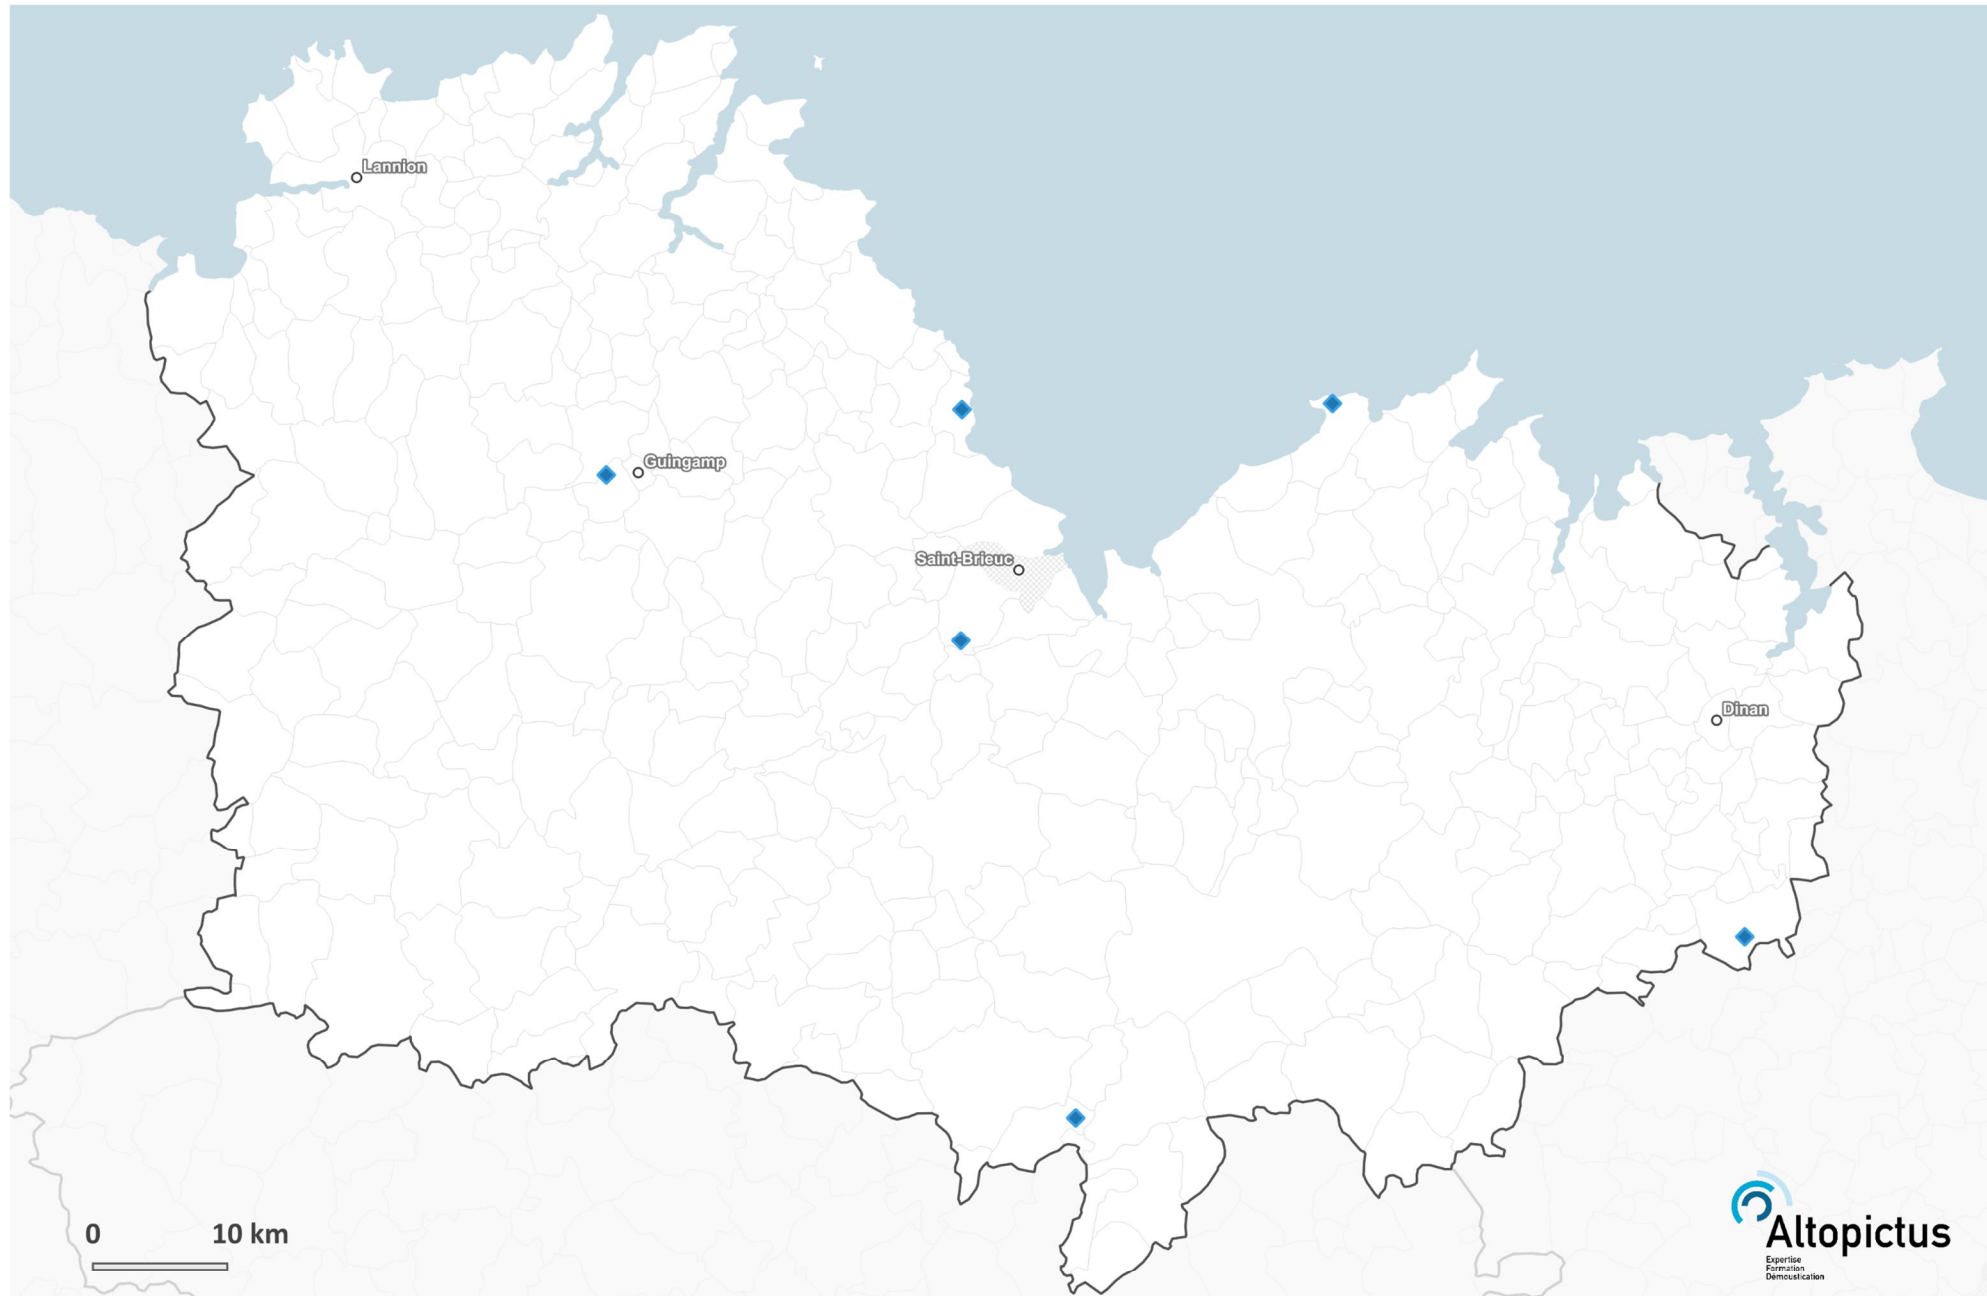 Lannion
Guingamp
Saint-Brieuc
Dinan
0 10 km
Altopictus
Expertise
Formation
Démoustication